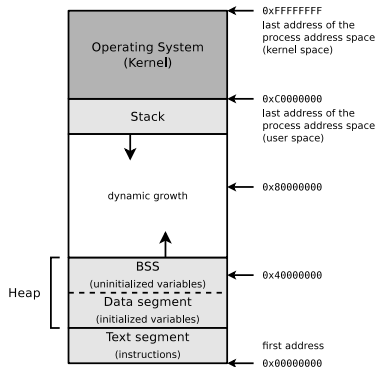 0xFFFFFFFF
last address of the
process address space
(kernel space)
Operating System
(Kernel)
0xC0000000
last address of the
process address space
(user space)
Stack
dynamic growth
0x80000000
BSS
(uninitialized variables)
0x40000000
Heap
Data segment
(initialized variables)
Text segment
(instructions)
first address
0x00000000